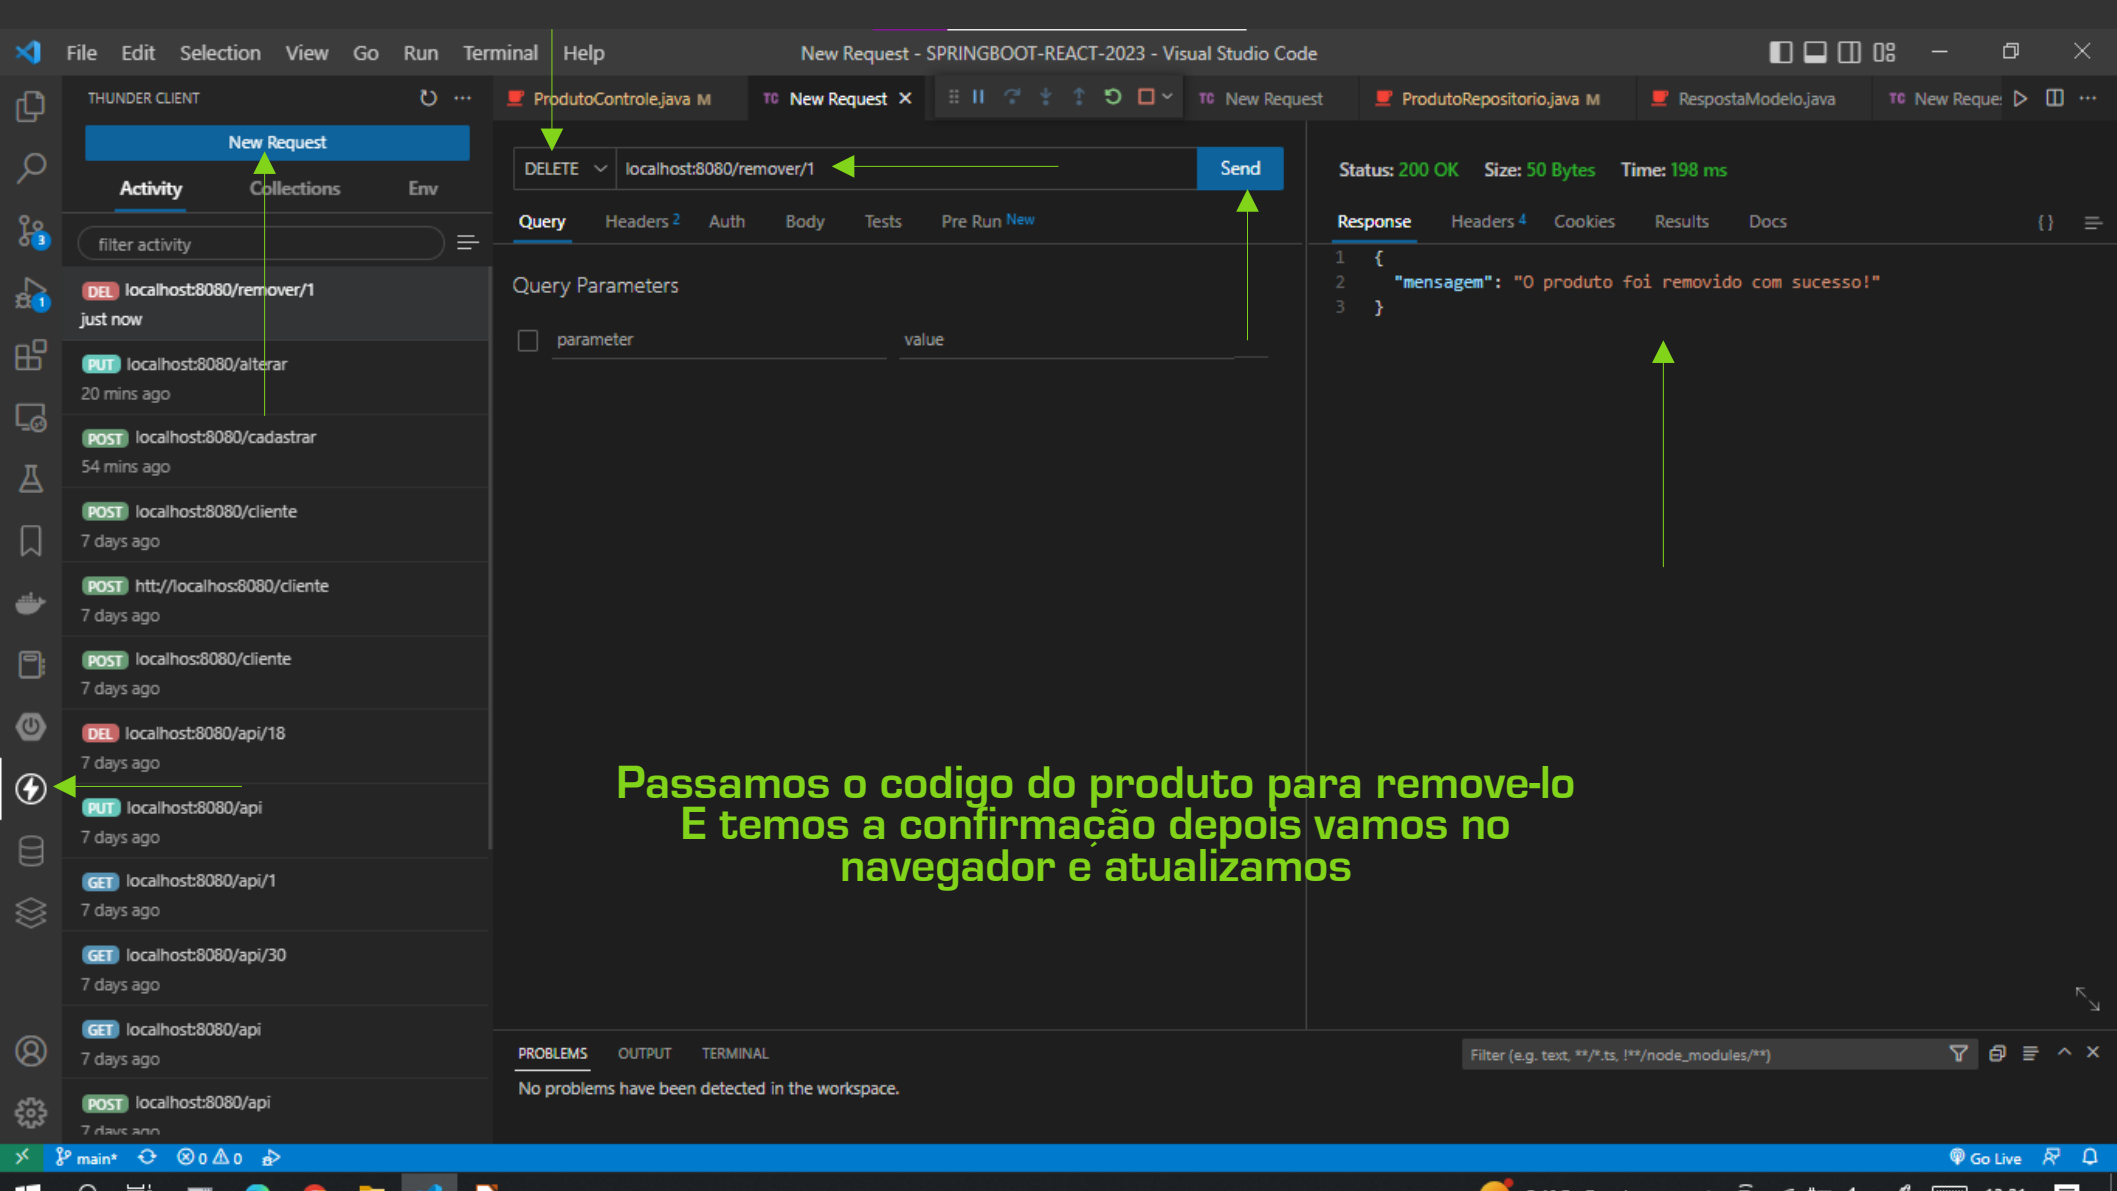 File Edit Selection View Go Run Terminal Help New Request - SPRINGBOOT-REACT-2023 - Visual Studio Code
THUNDER CLIENT
ProdutoControle.java M TC New Request TC New Request ProdutoRepositorio.java M RespostaModelo.java TC New Reque
New Request
Activity Collections Env
filter activity
DEL localhost:8080/remover/1
just now
PUT localhost:8080/alterar
20 mins ago
POST localhost:8080/cadastrar
54 mins ago
POST localhost:8080/cliente
7 days ago
POST htt://localhos:8080/cliente
7 days ago
POST localhos:8080/cliente
7 days ago
DEL localhost:8080/api/18
7 days ago
PUT localhost:8080/api
7 days ago
GET localhost:8080/api/1
7 days ago
GET localhost:8080/api/30
7 days ago
GET localhost:8080/api
7 days ago
POST localhost:8080/api
7 days ago
DELETE localhost:8080/remover/1 Send
Query Headers 2 Auth Body Tests Pre Run New
Query Parameters
parameter value
Status: 200 OK Size: 50 Bytes Time: 198 ms
Response Headers 4 Cookies Results Docs {}
1 {
2 "mensagem": "O produto foi removido com sucesso!"
3 }
Passamos o codigo do produto para remove-lo
E temos a confirmação depois vamos no
navegador e atualizamos
PROBLEMS OUTPUT TERMINAL Filter (e.g. text, **/*.ts, !**/node_modules/**)
No problems have been detected in the workspace.
main* 0 0 Go Live
3
1